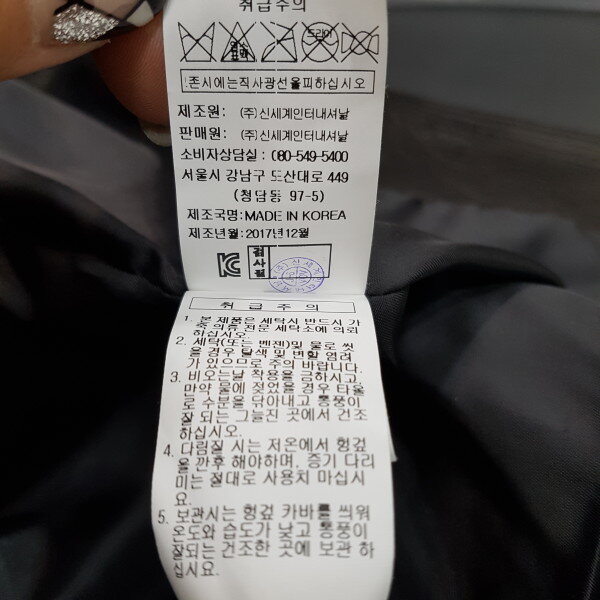 취급주의
드라이
존시에는직사광선을피하십시오
제조원: (주)신세계인터내셔날
판매원: (주)신세계인터내셔날
소비자상담실 : 080-549-5400
서울시 강남구 도산대로 449
(청담동 97-5)
제조국명: MADE IN KOREA
제조년월: 2017년12월
검사필
취 급 주 의
1. 본 제품은 세탁시 반드시 가
죽 의류 전문 세탁소에 의뢰
하십시오
2. 세탁(또는 벤젠)및 물로 씻
을 경우 탈색 및 변형 염려
가 있으므로 주의 바랍니다.
3. 비오는날 착용을 금하시고.
만약 물에 젖었을 경우 타올
로 수분을 닦아내고 통풍이
잘 되는 그늘진 곳에서 건조
하십시오.
4. 다림질 시는 저온에서 헝겊
을 깐후 해야하며, 증기 다리
미는 절대로 사용치 마십시
요.
5. 보관시는 헝겊 카바를 씌워
온도와 습도가 낮고 통풍이
잘되는 건조한 곳에 보관 하
십시요.